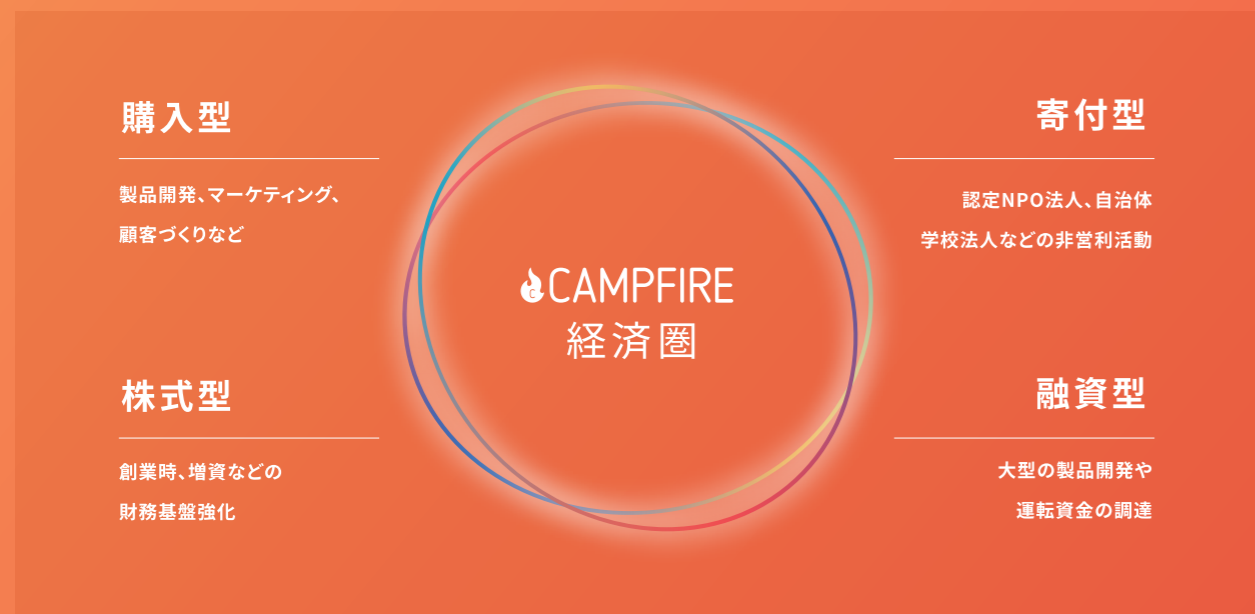 購入型
製品開発、マーケティング、
顧客づくりなど
寄付型
認定NPO法人、自治体
学校法人などの非営利活動
CAMPFIRE
経済圏
株式型
創業時、増資などの
財務基盤強化
融資型
大型の製品開発や
運転資金の調達